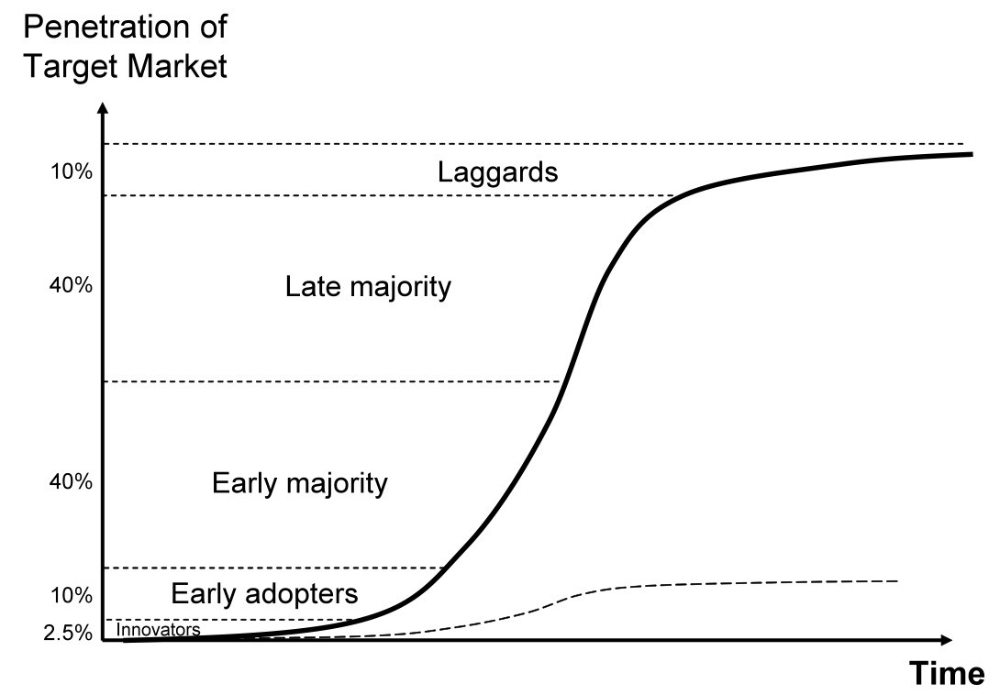 Penetration of
Target Market
10%
Laggards
40%
Late majority
40%
Early majority
10%
Early adopters
2.5%
Innovators
Time